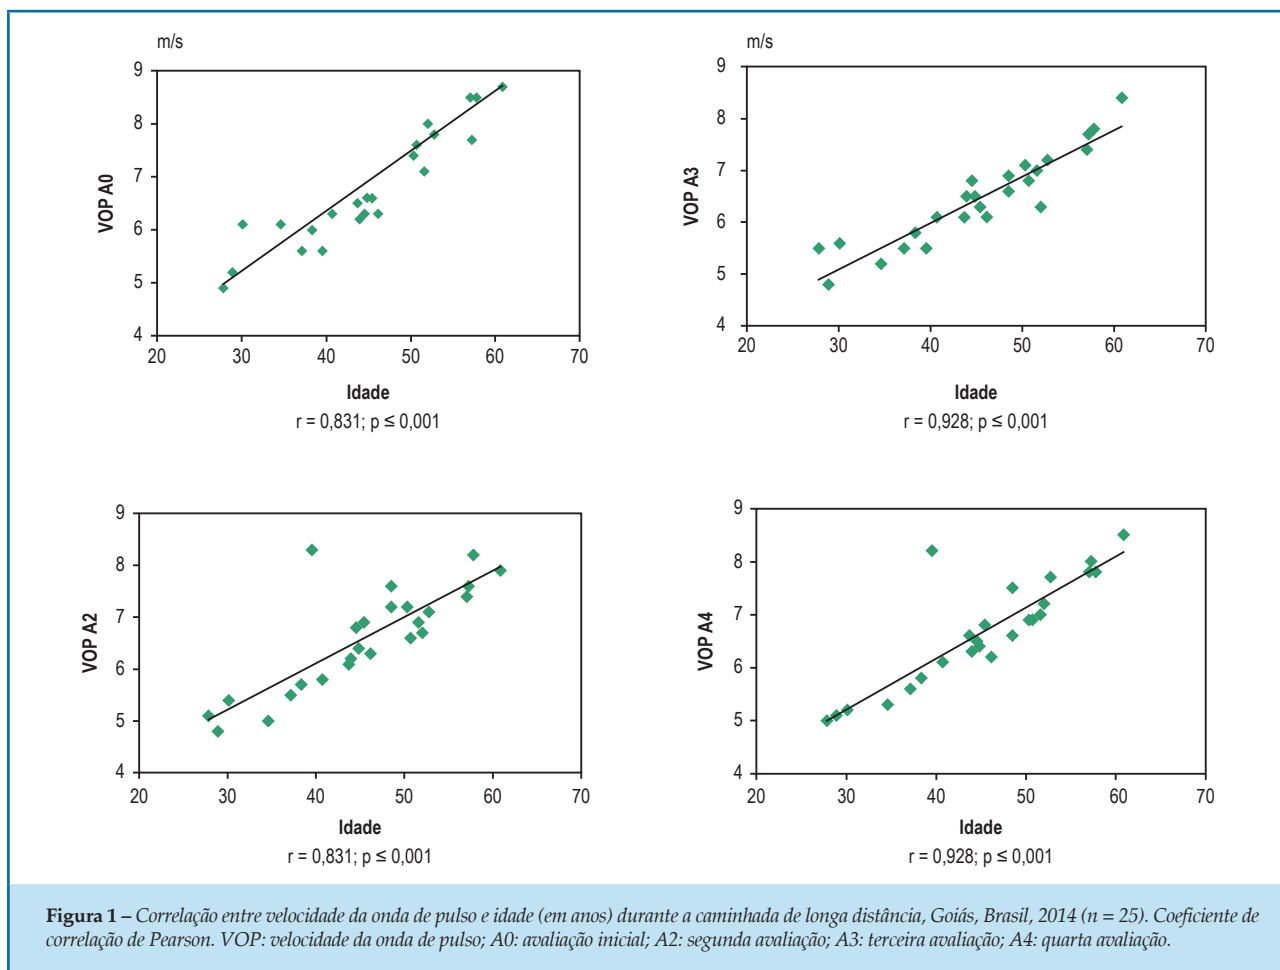 m/s
9
8
7
6
5
4
VOP A0
20 30 40 50 60 70
Idade
r = 0,831; p ≤ 0,001
m/s
9
8
7
6
5
4
VOP A3
20 30 40 50 60 70
Idade
r = 0,928; p ≤ 0,001
9
8
7
6
5
4
VOP A2
20 30 40 50 60 70
Idade
r = 0,831; p ≤ 0,001
9
8
7
6
5
4
VOP A4
20 30 40 50 60 70
Idade
r = 0,928; p ≤ 0,001
Figura 1 – Correlação entre velocidade da onda de pulso e idade (em anos) durante a caminhada de longa distância, Goiás, Brasil, 2014 (n = 25). Coeficiente de
correlação de Pearson. VOP: velocidade da onda de pulso; A0: avaliação inicial; A2: segunda avaliação; A3: terceira avaliação; A4: quarta avaliação.